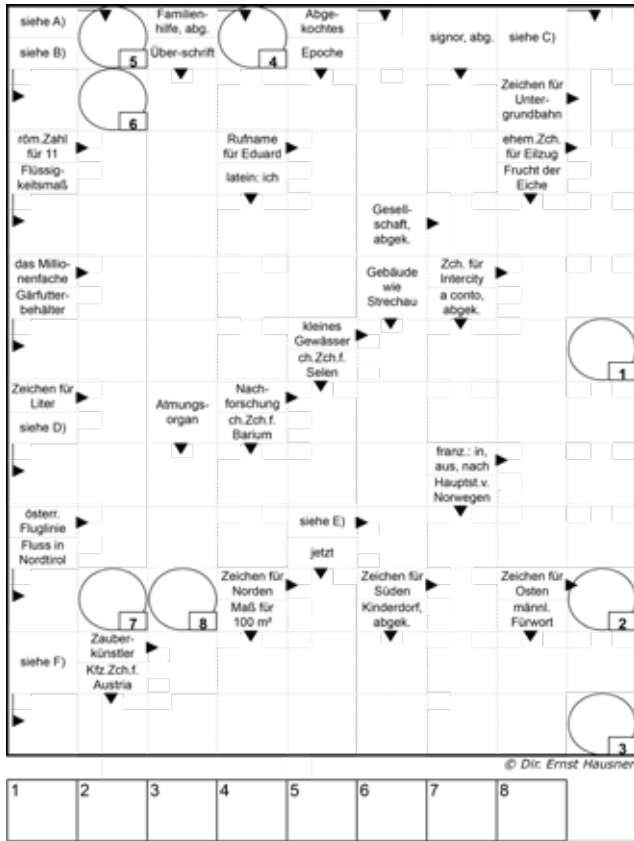 siehe A)
siehe B)
5
Familien-
hilfe, abg.
Über-schrift
4
Abge-
kochtes
Epoche
signor, abg.
siehe C)
6
Zeichen für
Unter-
grundbahn
röm.Zahl
für 11
Flüssig-
keitsmaß
Rufname
für Eduard
latein: ich
ehem.Zch.
für Eilzug
Frucht der
Eiche
Gesell-
schaft,
abgek.
das Millio-
nenfache
Gärfutter-
behälter
Gebäude
wie
Strechau
Zch. für
Intercity
a conto,
abgek.
kleines
Gewässer
ch.Zch.f.
Selen
1
Zeichen für
Liter
siehe D)
Atmungs-
organ
Nach-
forschung
ch.Zch.f.
Barium
franz.: in,
aus, nach
Hauptst.v.
Norwegen
österr.
Fluglinie
Fluss in
Nordtirol
siehe E)
jetzt
7
8
Zeichen für
Norden
Maß für
100 m²
Zeichen für
Süden
Kinderdorf,
abgek.
Zeichen für
Osten
männl.
Fürwort
2
siehe F)
Zauber-
künstler
Kfz.Zch.f.
Austria
3
© Dir. Ernst Hausner
1 2 3 4 5 6 7 8